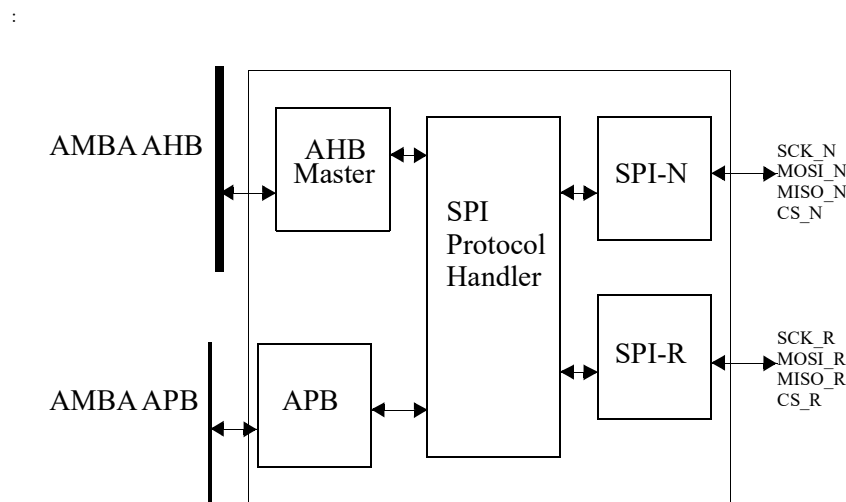 :
AMBA AHB
AHB
Master
SPI
Protocol
Handler
SPI-N
SCK_N
MOSI_N
MISO_N
CS_N
AMBA APB
APB
SPI-R
SCK_R
MOSI_R
MISO_R
CS_R